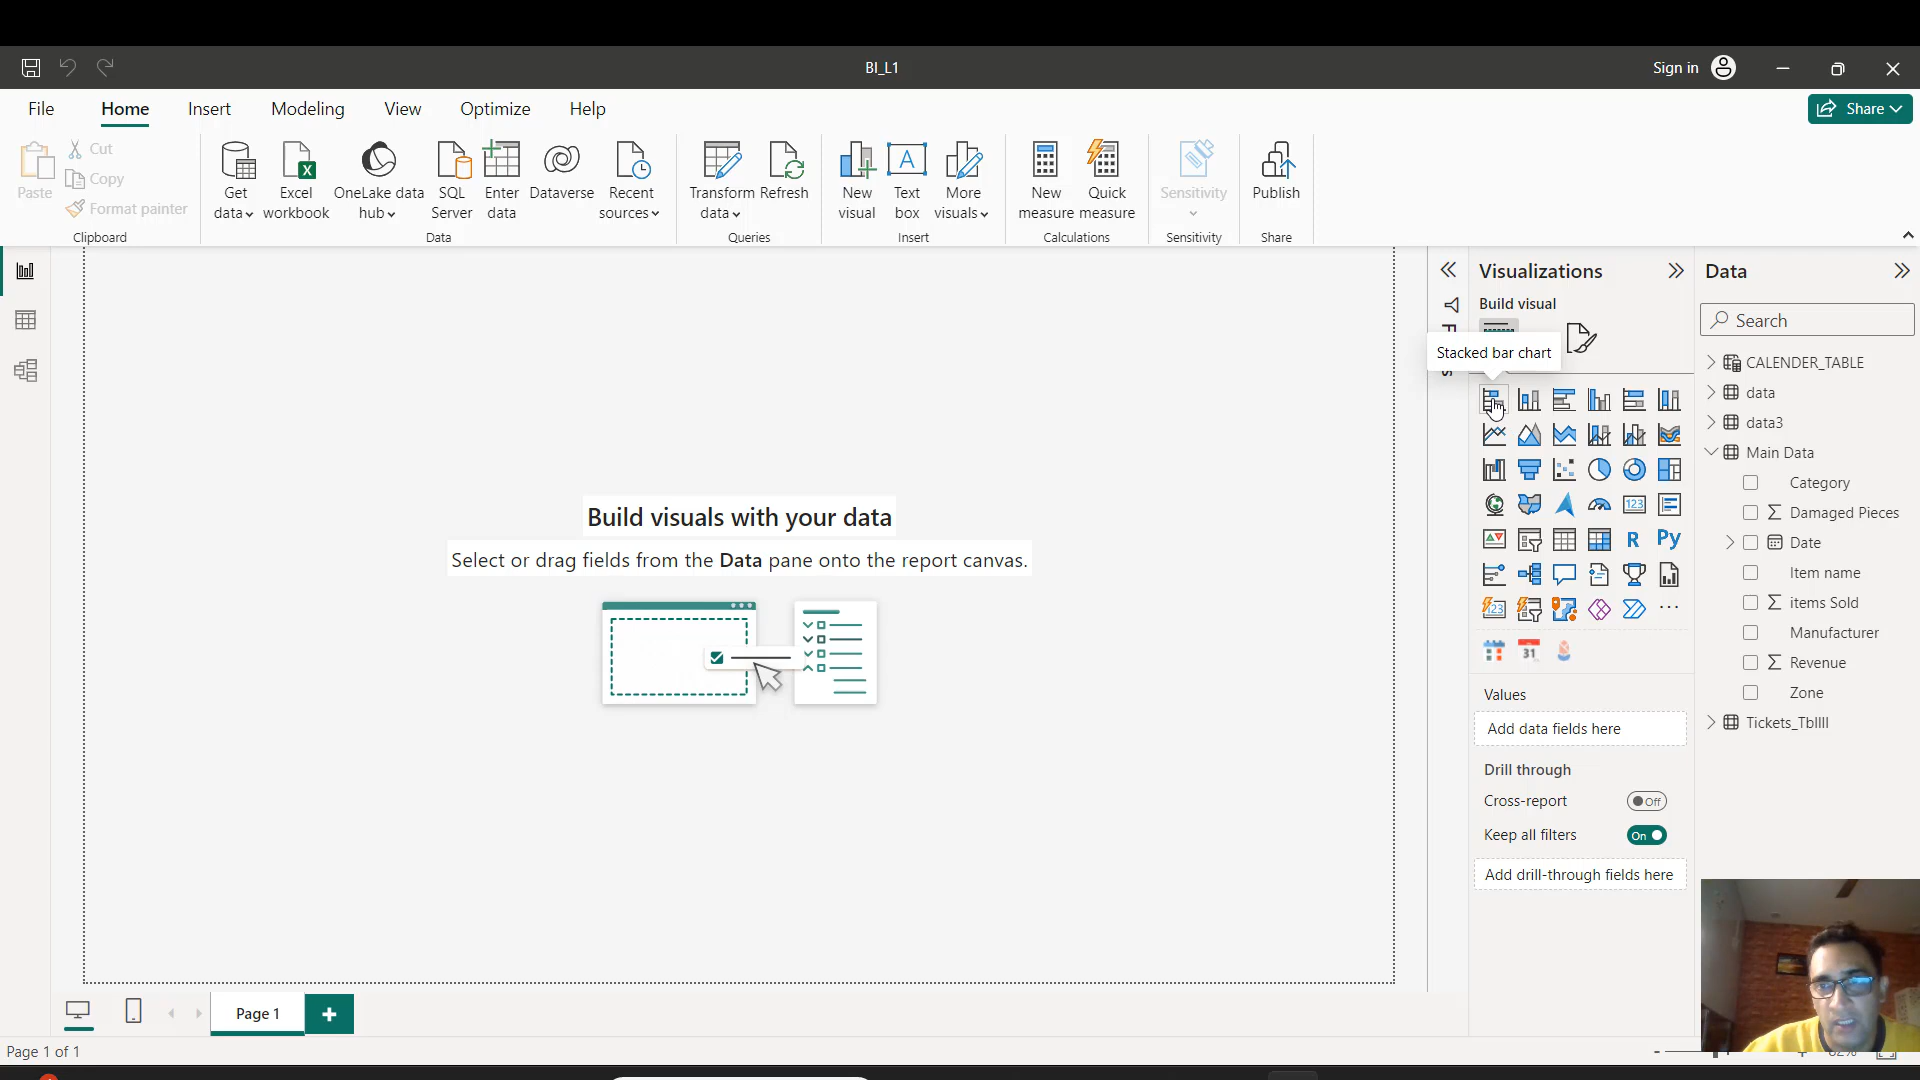 BI_L1
Sign in
File
Home
Insert
Modeling
View
Optimize
Help
Share
Paste
Cut
Copy
Format painter
Clipboard
Get data
Excel workbook
OneLake data hub
SQL Server
Enter data
Dataverse
Recent sources
Data
Transform data
Refresh
Queries
New visual
Text box
More visuals
Insert
New measure
Quick measure
Calculations
Sensitivity
Sensitivity
Publish
Share
Visualizations
Build visual
Stacked bar chart
123
R
Py
123
31
Values
Add data fields here
Drill through
Cross-report
Off
Keep all filters
On
Add drill-through fields here
Data
Search
CALENDER_TABLE
data
data3
Main Data
Category
Damaged Pieces
Date
Item name
items Sold
Manufacturer
Revenue
Zone
Tickets_Tbllll
Build visuals with your data
Select or drag fields from the Data pane onto the report canvas.
Page 1
Page 1 of 1